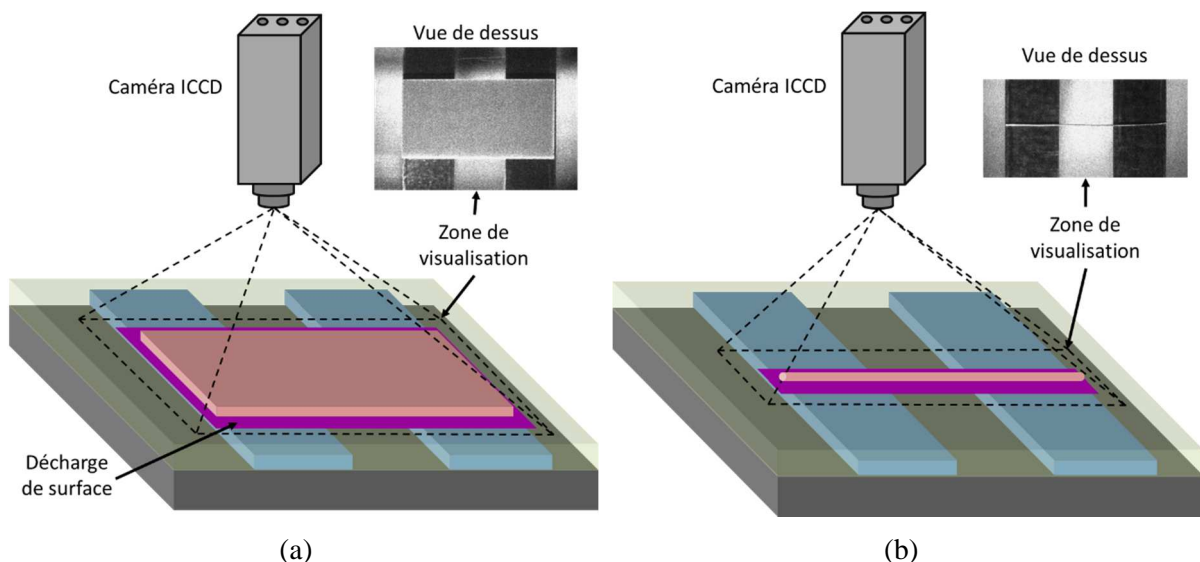 Vue de dessus
Caméra ICCD
Zone de
visualisation
Décharge
de surface
(a)
Vue de dessus
Caméra ICCD
Zone de
visualisation
(b)